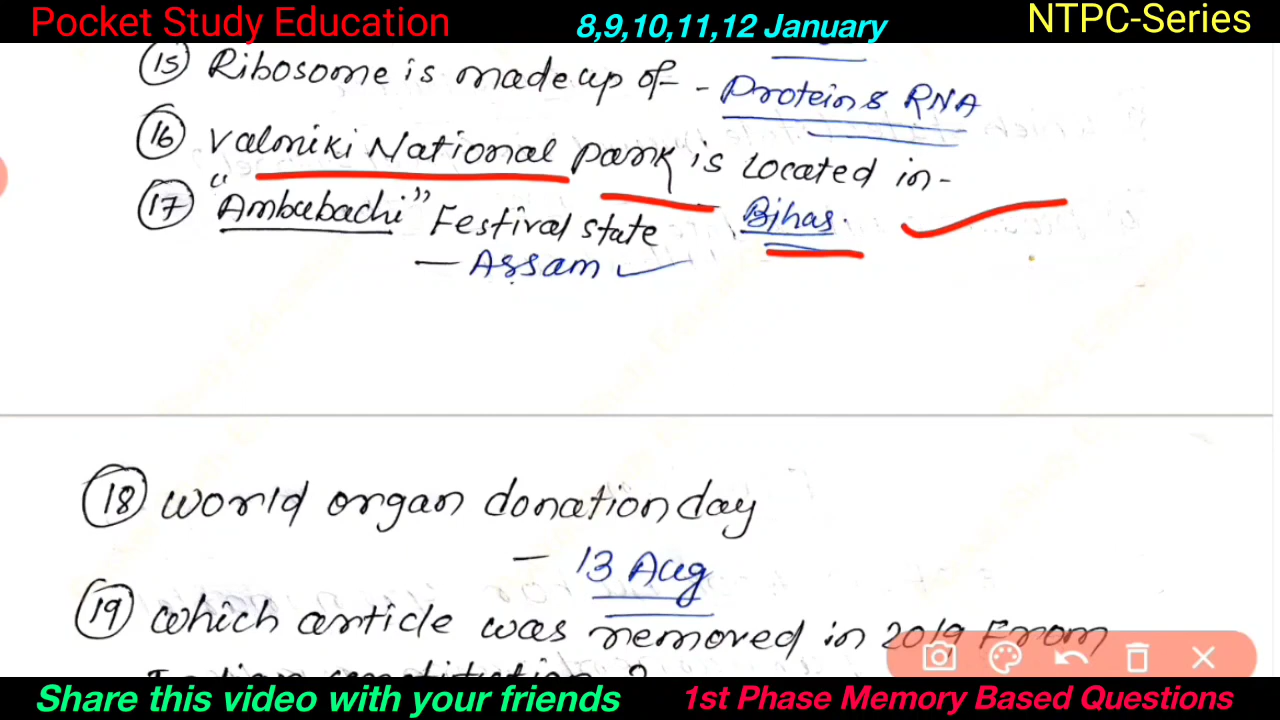 Pocket Study Education
8,9,10,11,12 January
NTPC-Series
(15) Ribosome is made up of - Protein & RNA
(16) Valmiki National park is Located in -
Bihar.
(17) "Ambubachi" Festival state
— Assam
(18) world organ donation day
— 13 Aug
(19) which article was removed in 2019 From
Share this video with your friends
1st Phase Memory Based Questions